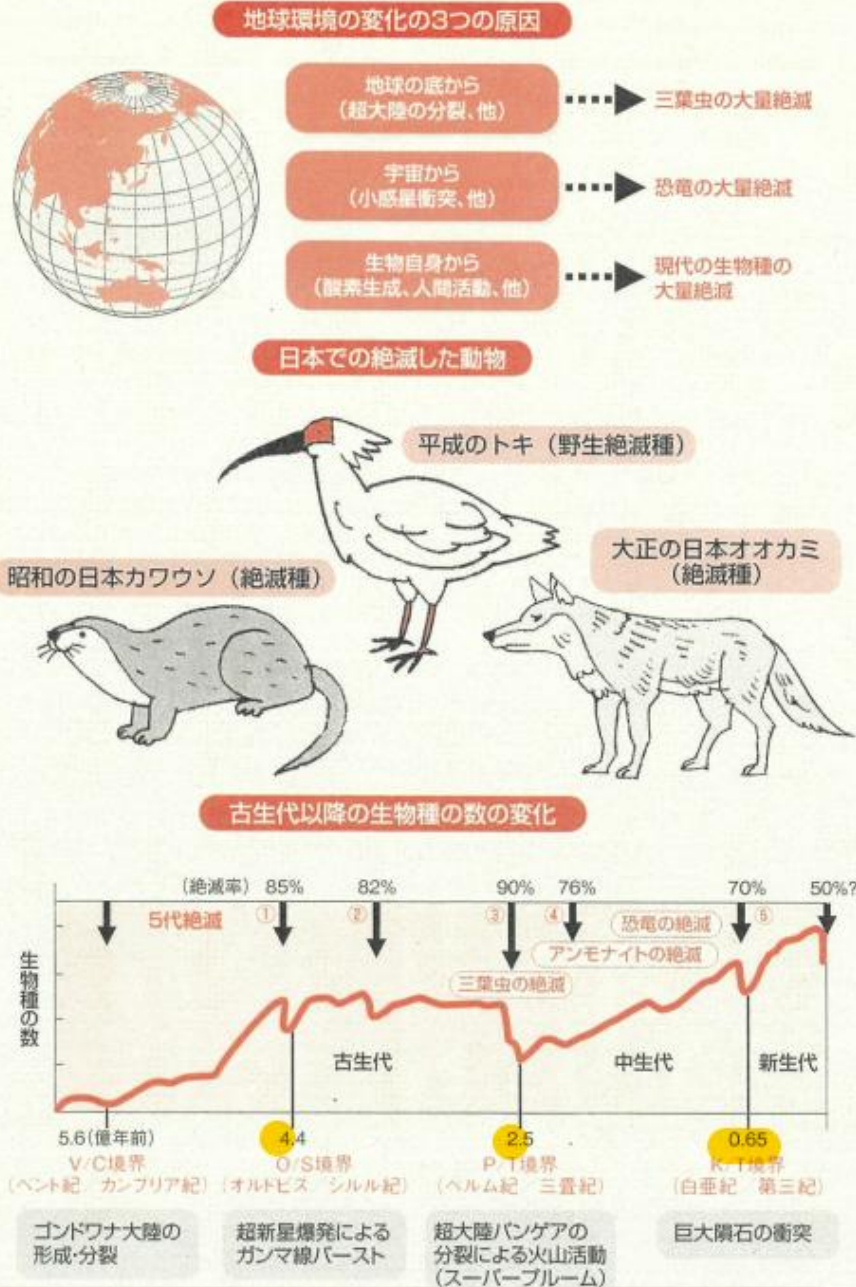 地球環境の変化の3つの原因
地球の底から
(超大陸の分裂、他)
三葉虫の大量絶滅
宇宙から
(小惑星衝突、他)
恐竜の大量絶滅
生物自身から
(酸素生成、人間活動、他)
現代の生物種の
大量絶滅
日本での絶滅した動物
平成のトキ(野生絶滅種)
大正の日本オオカミ
(絶滅種)
昭和の日本カワウソ(絶滅種)
古生代以降の生物種の数の変化
(絶滅率) 85% 82% 90% 76% 70% 50%?
5代絶滅 ① ② ③ ④ 恐竜の絶滅 ⑤
アンモナイトの絶滅
三葉虫の絶滅
生物種の数
古生代 中生代 新生代
5.6(億年前) 4.4 2.5 0.65
V/C境界 O/S境界 P/T境界 K/T境界
(ベント紀 カンブリア紀) (オルドビス シルル紀) (ペルム紀 三畳紀) (白亜紀 第三紀)
ゴンドワナ大陸の
形成・分裂
超新星爆発による
ガンマ線バースト
超大陸パンゲアの
分裂による火山活動
(スーパープルーム)
巨大隕石の衝突